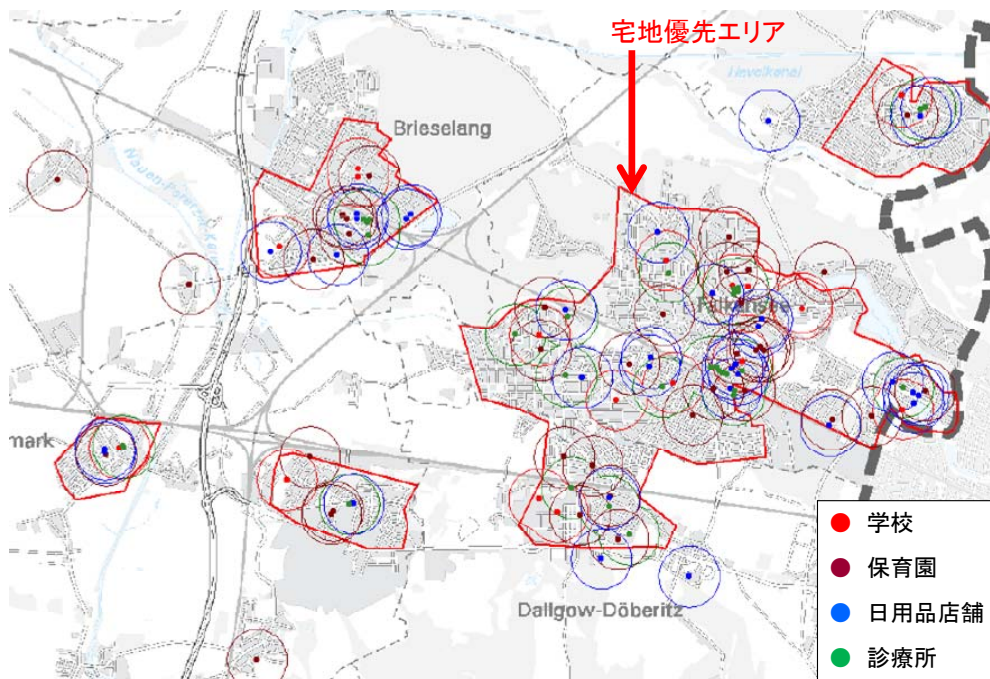 宅地優先エリア
Havelkanal
Brieselang
mark
Dallgow-Döberitz
学校
保育園
日用品店舗
診療所